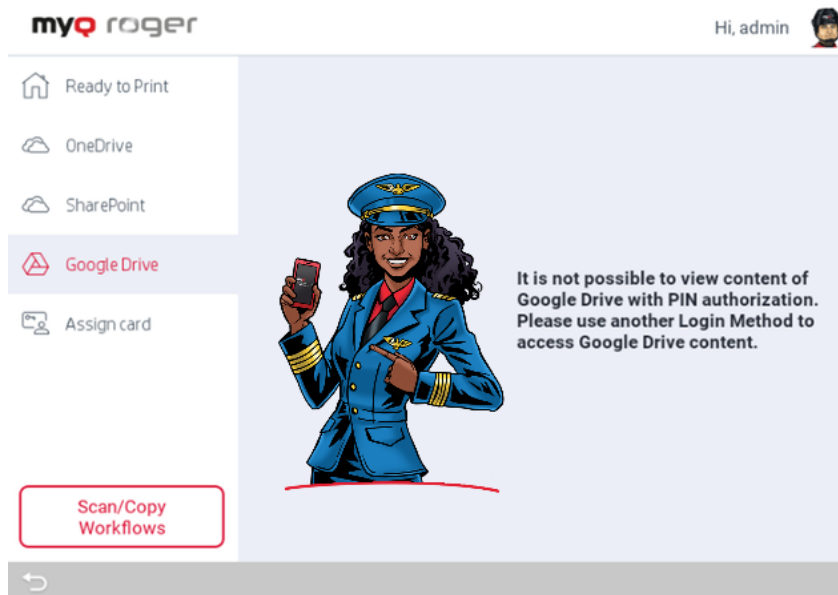 myQ roger
Hi, admin
Ready to Print
OneDrive
SharePoint
Google Drive
Assign card
It is not possible to view content of
Google Drive with PIN authorization.
Please use another Login Method to
access Google Drive content.
Scan/Copy
Workflows